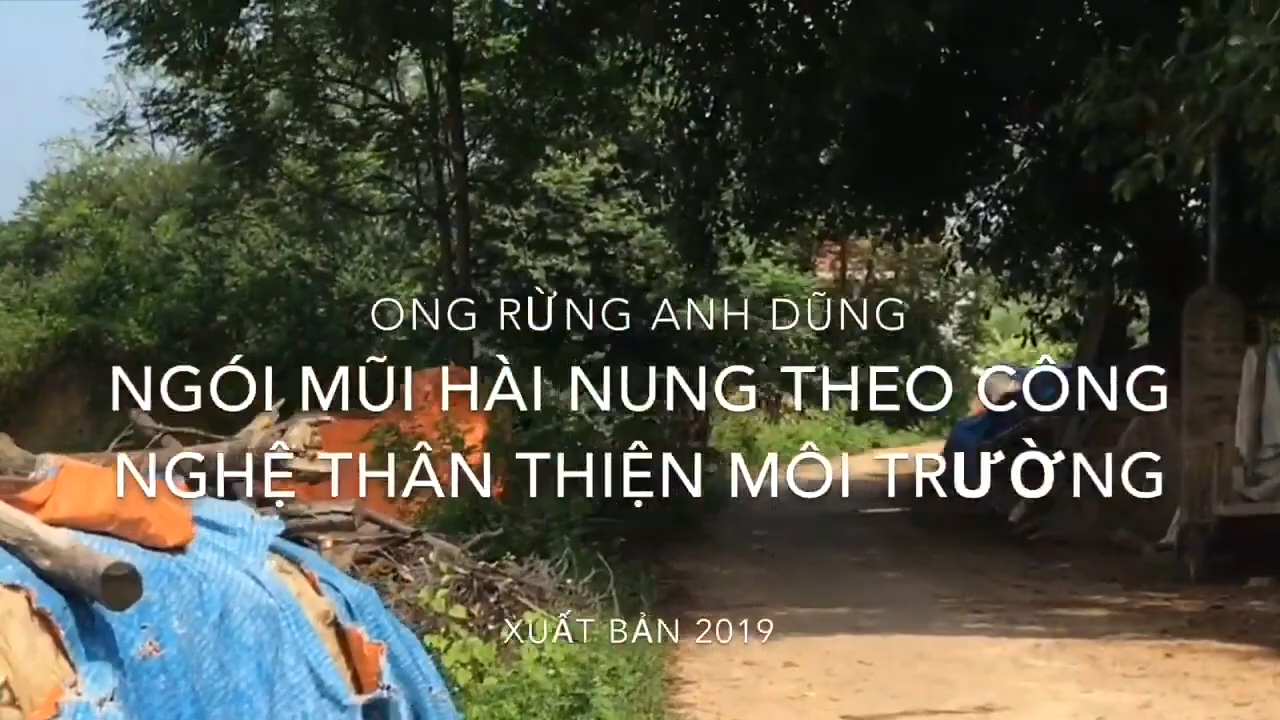 ONG RỪNG ANH DŨNG
NGÓI MŨI HÀI NUNG THEO CÔNG
NGHỆ THÂN THIỆN MÔI TRƯỜNG
XUẤT BẢN 2019